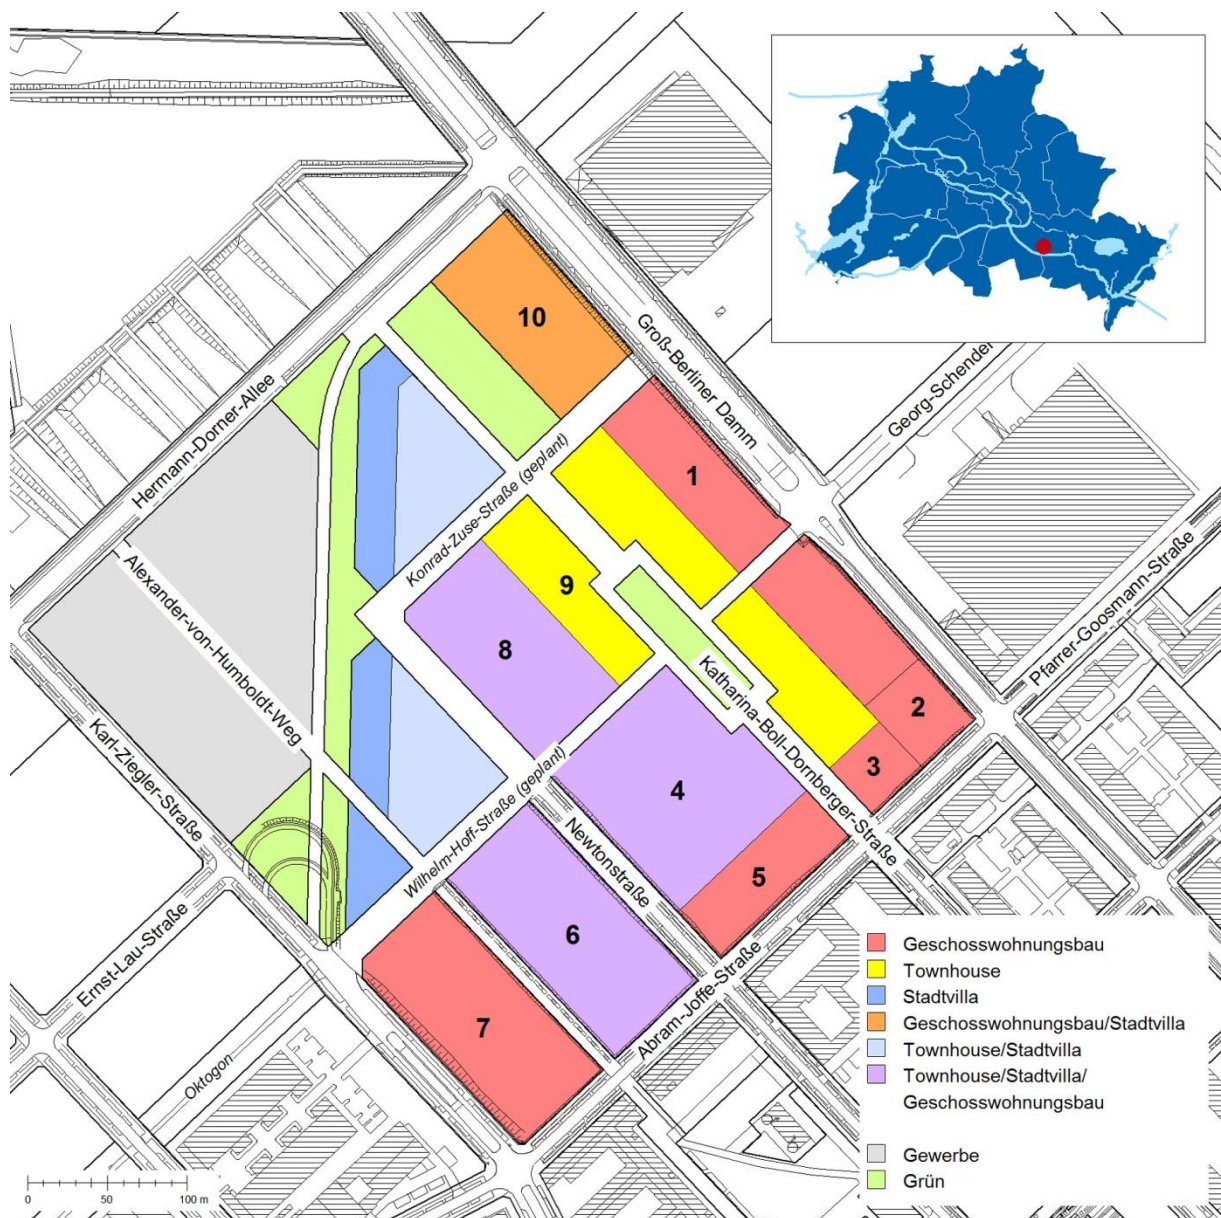 10
Groß-Berliner Damm
Georg-Schender
Hermann-Dorner-Allee
1
Konrad-Zuse-Straße (geplant)
Pfarrer-Goosmann-Straße
9
Alexander-von-Humboldt-Weg
8
Katharina-Boll-Dornberger-Straße
2
Karl-Ziegler-Straße
3
4
Wilhelm-Hoff-Straße (geplant)
Newtonstraße
5
Ernst-Lau-Straße
6
Abram-Joffe-Straße
7
Oktogon
0 50 100 m
Geschosswohnungsbau
Townhouse
Stadtvilla
Geschosswohnungsbau/Stadtvilla
Townhouse/Stadtvilla
Townhouse/Stadtvilla/
Geschosswohnungsbau
Gewerbe
Grün